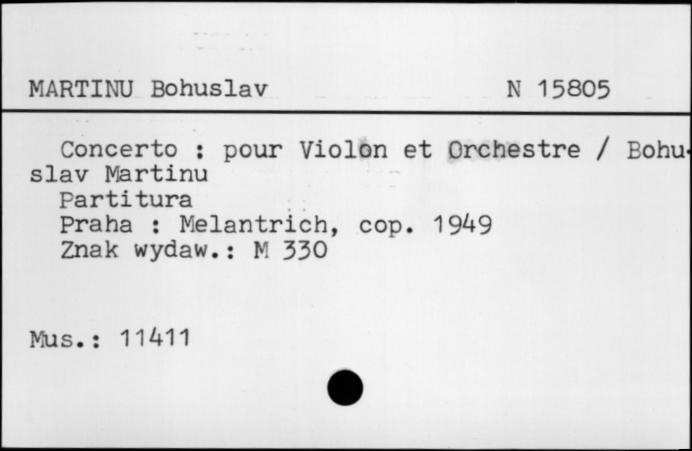 MARTINU Bohuslav N 15805
Concerto : pour Violon et Orchestre / Bohu-
slav Martinu
Partitura
Praha : Melantrich, cop. 1949
Znak wydaw.: M 330
Mus.: 11411